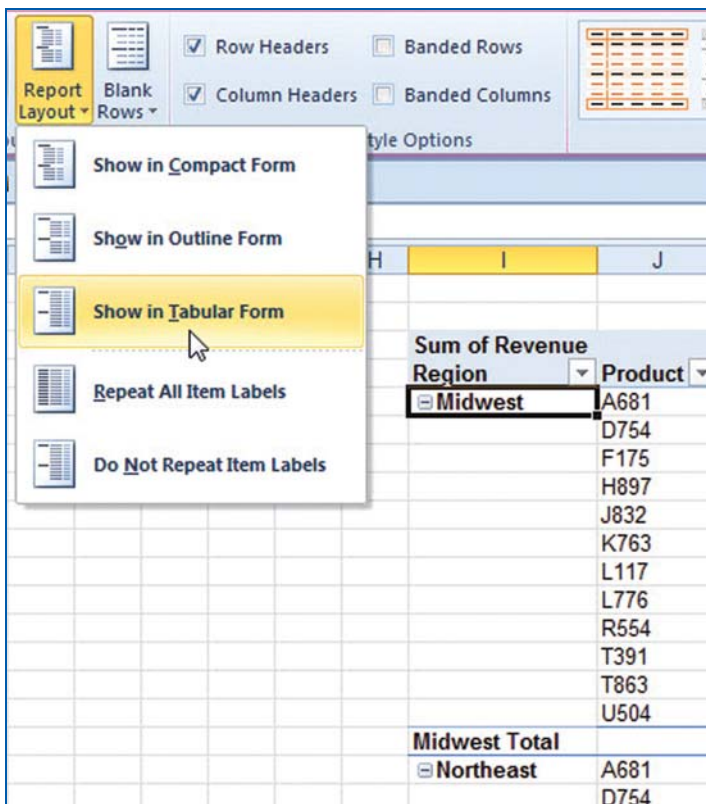 Report Layout
Blank Rows
Row Headers
Banded Rows
Column Headers
Banded Columns
tyle Options
Show in Compact Form
Show in Outline Form
Show in Tabular Form
Repeat All Item Labels
Do Not Repeat Item Labels
H I J
Sum of Revenue
Region Product
Midwest A681
D754
F175
H897
J832
K763
L117
L776
R554
T391
T863
U504
Midwest Total
Northeast A681
D754